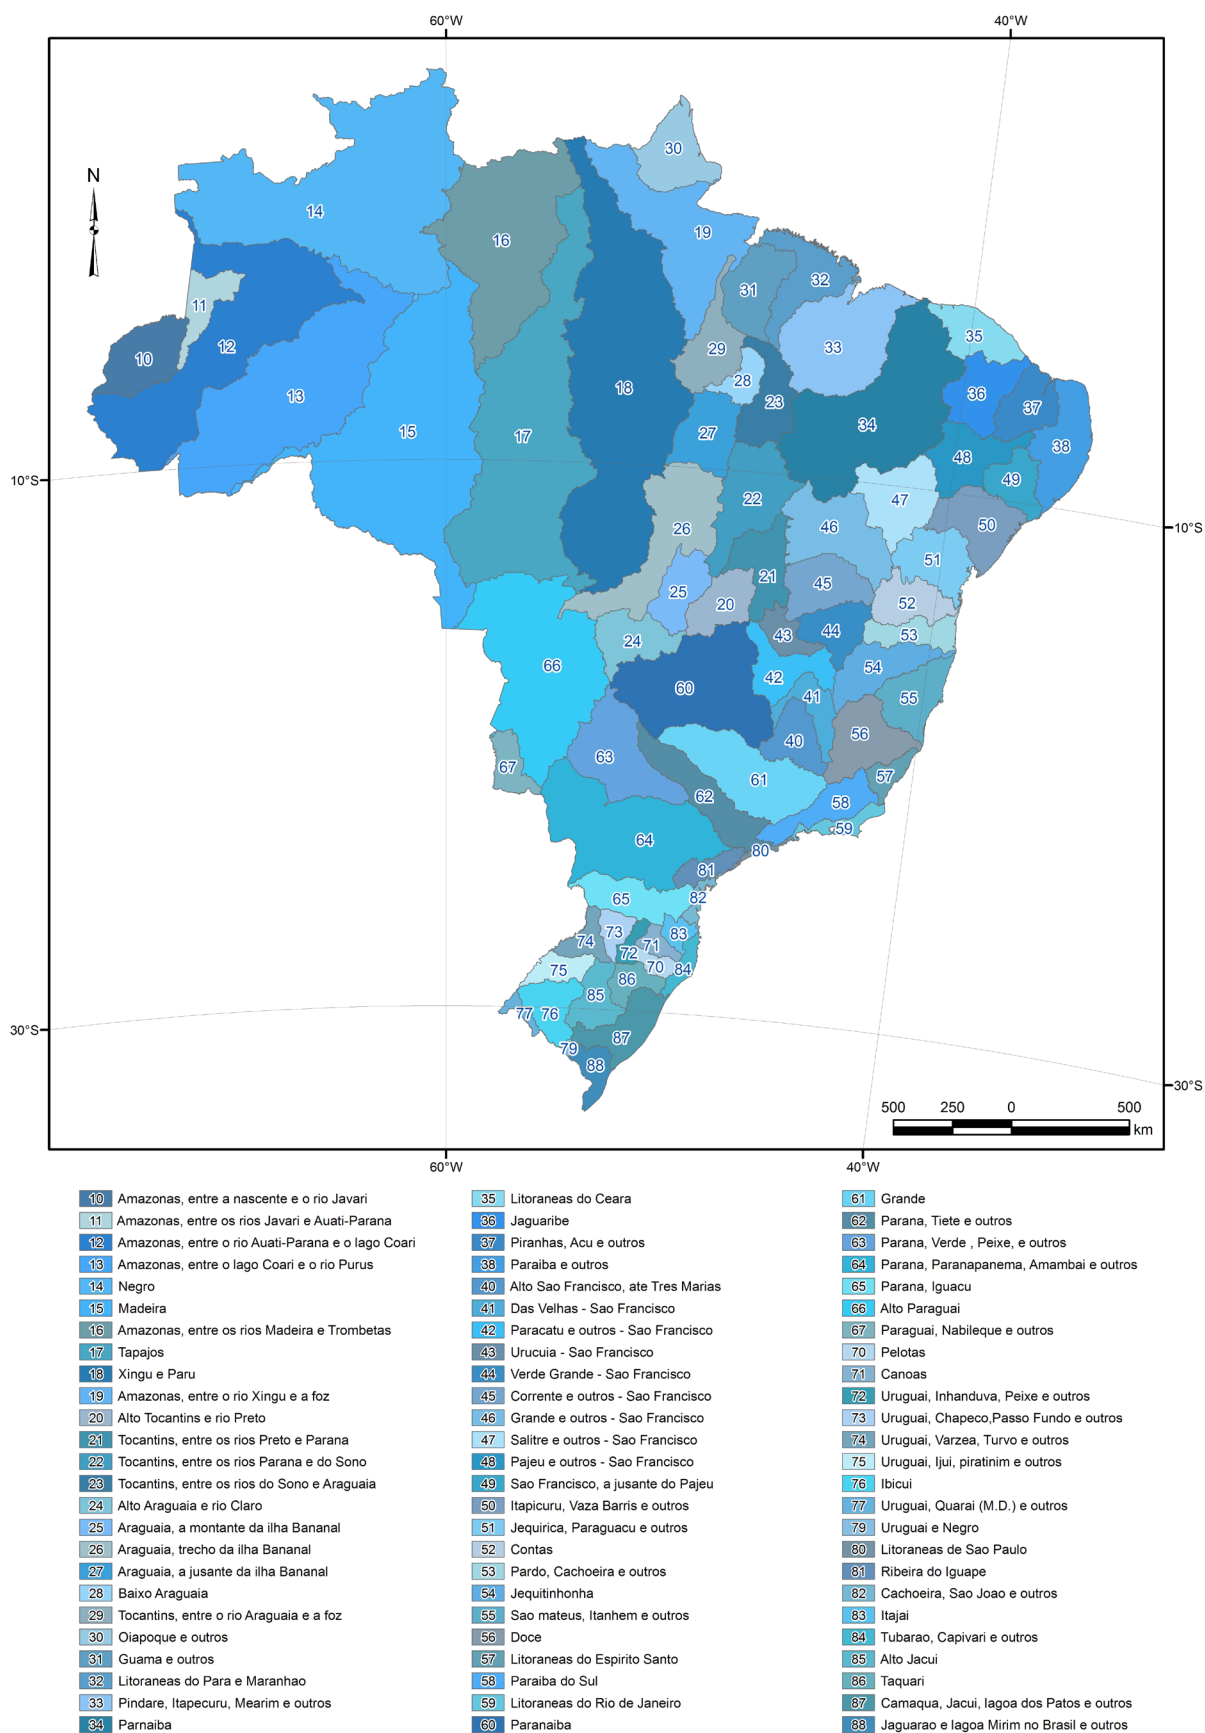 60°W 40°W
N
30
14
19
16
32
31
11
35
33
29
12
10
28
18
36
23
13
37
34
15
17
27
38
48
49
10°S
47
22
46
50
26
10°S
51
21
45
25
20
52
44
43
53
24
66
54
42
60
41
55
56
40
63
67
61
57
62
58
59
64
80
81
65
82
73
83
74
71
72
70
75
84
86
85
77
76
30°S
87
79
88
30°S
500 250 0 500
km
60°W 40°W
10 Amazonas, entre a nascente e o rio Javari
11 Amazonas, entre os rios Javari e Auati-Parana
12 Amazonas, entre o rio Auati-Parana e o lago Coari
13 Amazonas, entre o lago Coari e o rio Purus
14 Negro
15 Madeira
16 Amazonas, entre os rios Madeira e Trombetas
17 Tapajos
18 Xingu e Paru
19 Amazonas, entre o rio Xingu e a foz
20 Alto Tocantins e rio Preto
21 Tocantins, entre os rios Preto e Parana
22 Tocantins, entre os rios Parana e do Sono
23 Tocantins, entre os rios do Sono e Araguaia
24 Alto Araguaia e rio Claro
25 Araguaia, a montante da ilha Bananal
26 Araguaia, trecho da ilha Bananal
27 Araguaia, a jusante da ilha Bananal
28 Baixo Araguaia
29 Tocantins, entre o rio Araguaia e a foz
30 Oiapoque e outros
31 Guama e outros
32 Litoraneas do Para e Maranhao
33 Pindare, Itapecuru, Mearim e outros
34 Parnaiba
35 Litoraneas do Ceara
36 Jaguaribe
37 Piranhas, Acu e outros
38 Paraiba e outros
40 Alto Sao Francisco, ate Tres Marias
41 Das Velhas - Sao Francisco
42 Paracatu e outros - Sao Francisco
43 Urucuia - Sao Francisco
44 Verde Grande - Sao Francisco
45 Corrente e outros - Sao Francisco
46 Grande e outros - Sao Francisco
47 Salitre e outros - Sao Francisco
48 Pajeu e outros - Sao Francisco
49 Sao Francisco, a jusante do Pajeu
50 Itapicuru, Vaza Barris e outros
51 Jequirica, Paraguacu e outros
52 Contas
53 Pardo, Cachoeira e outros
54 Jequitinhonha
55 Sao mateus, Itanhem e outros
56 Doce
57 Litoraneas do Espirito Santo
58 Paraiba do Sul
59 Litoraneas do Rio de Janeiro
60 Paranaiba
61 Grande
62 Parana, Tiete e outros
63 Parana, Verde , Peixe, e outros
64 Parana, Paranapanema, Amambai e outros
65 Parana, Iguacu
66 Alto Paraguai
67 Paraguai, Nabileque e outros
70 Pelotas
71 Canoas
72 Uruguai, Inhanduva, Peixe e outros
73 Uruguai, Chapeco,Passo Fundo e outros
74 Uruguai, Varzea, Turvo e outros
75 Uruguai, Ijui, piratinim e outros
76 Ibicui
77 Uruguai, Quarai (M.D.) e outros
79 Uruguai e Negro
80 Litoraneas de Sao Paulo
81 Ribeira do Iguape
82 Cachoeira, Sao Joao e outros
83 Itajai
84 Tubarao, Capivari e outros
85 Alto Jacui
86 Taquari
87 Camaqua, Jacui, lagoa dos Patos e outros
88 Jaguarao e lagoa Mirim no Brasil e outros